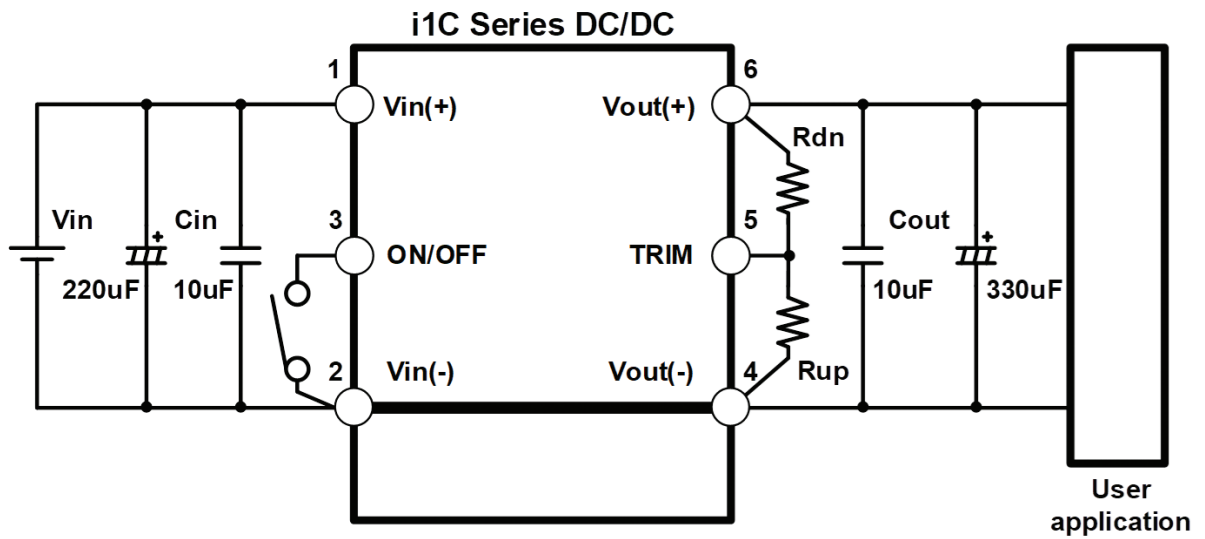 i1C Series DC/DC
1
6
Vin(+)
Vout(+)
Rdn
Vin
Cin
3
5
Cout
ON/OFF
TRIM
+
+
220uF
10uF
10uF
330uF
2
Vin(-)
Vout(-)
4
Rup
User
application